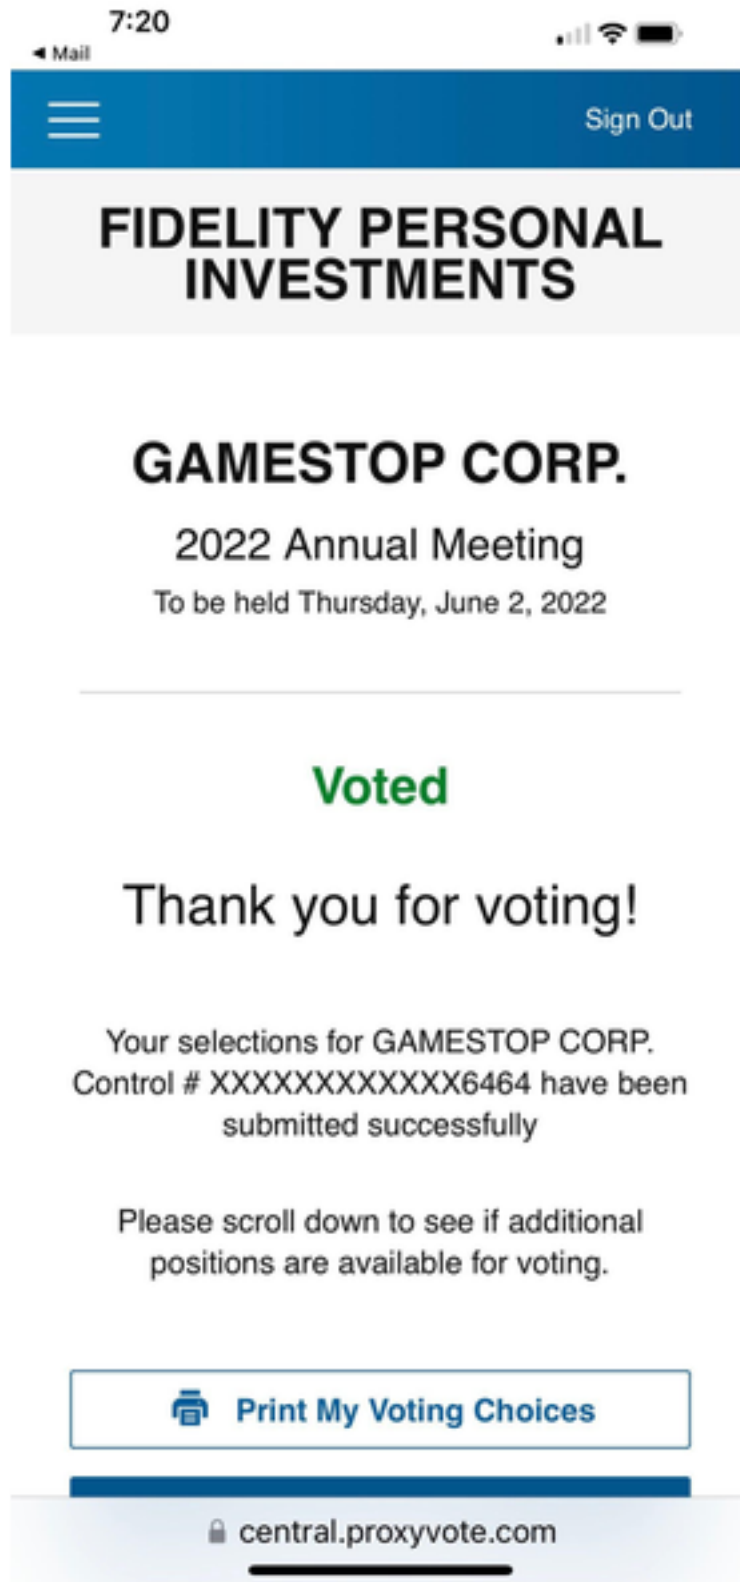 7:20
Mail
Sign Out
FIDELITY PERSONAL
INVESTMENTS
GAMESTOP CORP.
2022 Annual Meeting
To be held Thursday, June 2, 2022
Voted
Thank you for voting!
Your selections for GAMESTOP CORP.
Control # XXXXXXXXXXXX6464 have been
submitted successfully
Please scroll down to see if additional
positions are available for voting.
Print My Voting Choices
central.proxyvote.com